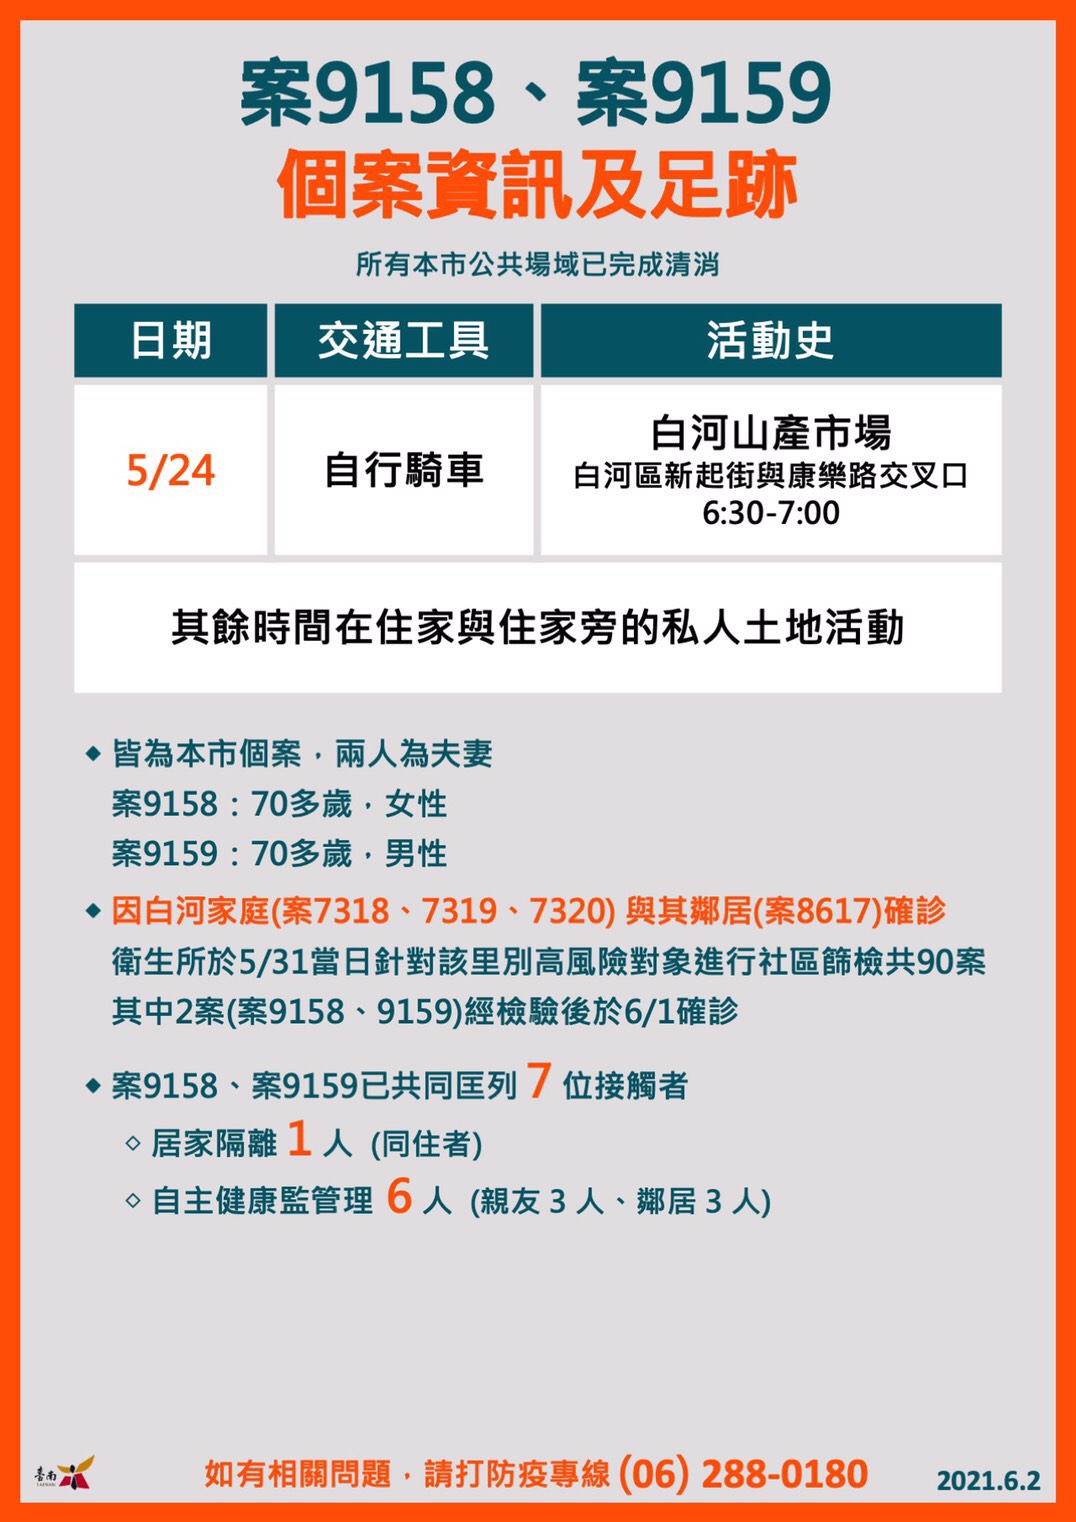 案9158、案9159
個案資訊及足跡
所有本市公共場域已完成清消
日期 交通工具 活動史
5/24 自行騎車 白河山產市場
白河區新起街與康樂路交叉口
6:30-7:00
其餘時間在住家與住家旁的私人土地活動
◆ 皆為本市個案，兩人為夫妻
案9158：70多歲，女性
案9159：70多歲，男性
◆ 因白河家庭(案7318、7319、7320) 與其鄰居(案8617)確診
衛生所於5/31當日針對該里別高風險對象進行社區篩檢共90案
其中2案(案9158、9159)經檢驗後於6/1確診
◆ 案9158、案9159已共同匡列 7 位接觸者
◇ 居家隔離 1 人 (同住者)
◇ 自主健康監管理 6 人 (親友 3 人、鄰居 3 人)
臺南
TAINAN
如有相關問題，請打防疫專線 (06) 288-0180
2021.6.2